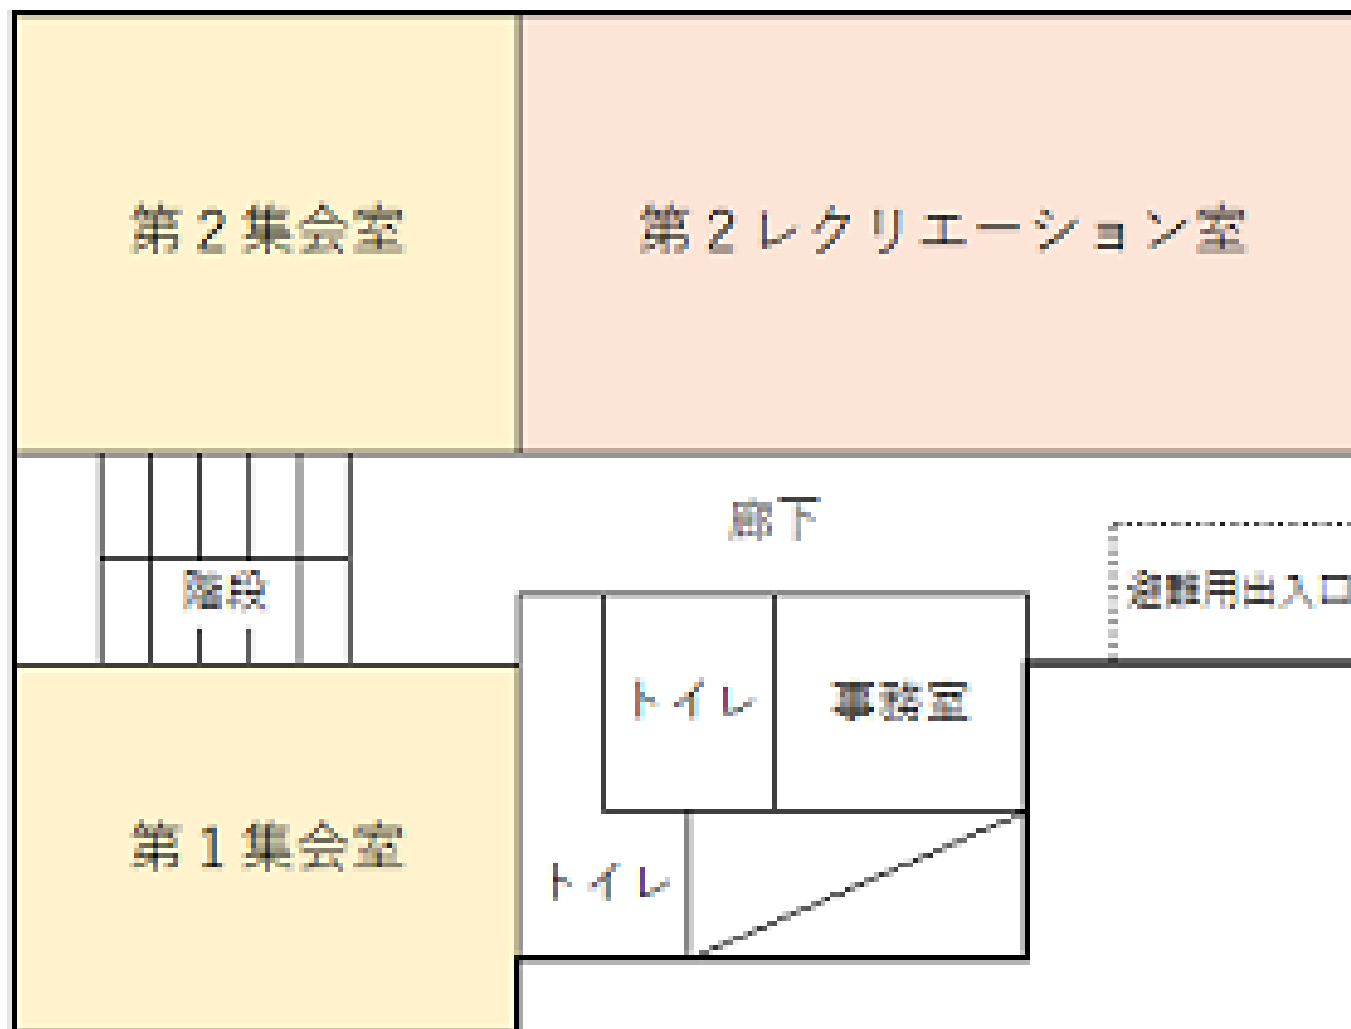 第2集会室
第2レクリエーション室
廊下
階段
避難用出入口
トイレ
事務室
第1集会室
トイレ